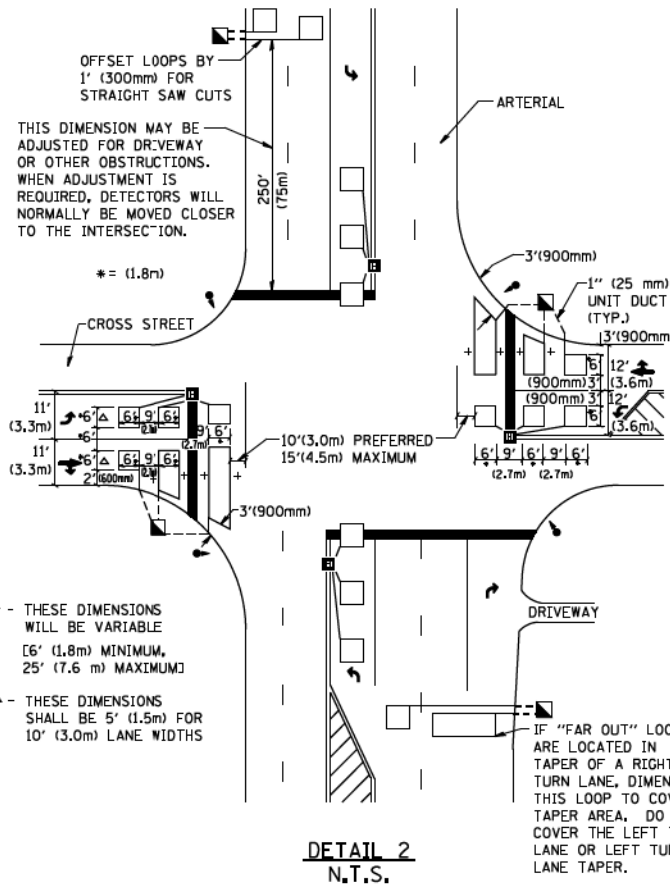 OFFSET LOOPS BY
1' (300mm) FOR
STRAIGHT SAW CUTS
THIS DIMENSION MAY BE
ADJUSTED FOR DRIVEWAY
OR OTHER OBSTRUCTIONS.
WHEN ADJUSTMENT IS
REQUIRED, DETECTORS WILL
NORMALLY BE MOVED CLOSER
TO THE INTERSECTION.
* = (1.8m)
250'
(75m)
ARTERIAL
3'(900mm)
1" (25 mm)
UNIT DUCT
(TYP.)
3'(900mm
CROSS STREET
6'
12'
(3.6m)
(900mm) 3'
(900mm) 3'
12'
6'
(3.6m)
6' 9' 6' 9' 6'
(2.7m) (2.7m)
11'
(3.3m)
*6'
6' 9' 6'
*6'
9' 6'
(2.7m)
11'
(3.3m)
*6'
6' 9' 6'
2' (600mm)
10'(3.0m) PREFERRED
15'(4.5m) MAXIMUM
3'(900mm)
- THESE DIMENSIONS
WILL BE VARIABLE
[6' (1.8m) MINIMUM,
25' (7.6 m) MAXIMUM]
- THESE DIMENSIONS
SHALL BE 5' (1.5m) FOR
10' (3.0m) LANE WIDTHS
DRIVEWAY
IF "FAR OUT" LOO
ARE LOCATED IN
TAPER OF A RIGHT
TURN LANE, DIMEN
THIS LOOP TO COV
TAPER AREA. DO
COVER THE LEFT T
LANE OR LEFT TUR
LANE TAPER.
DETAIL 2
N.T.S.